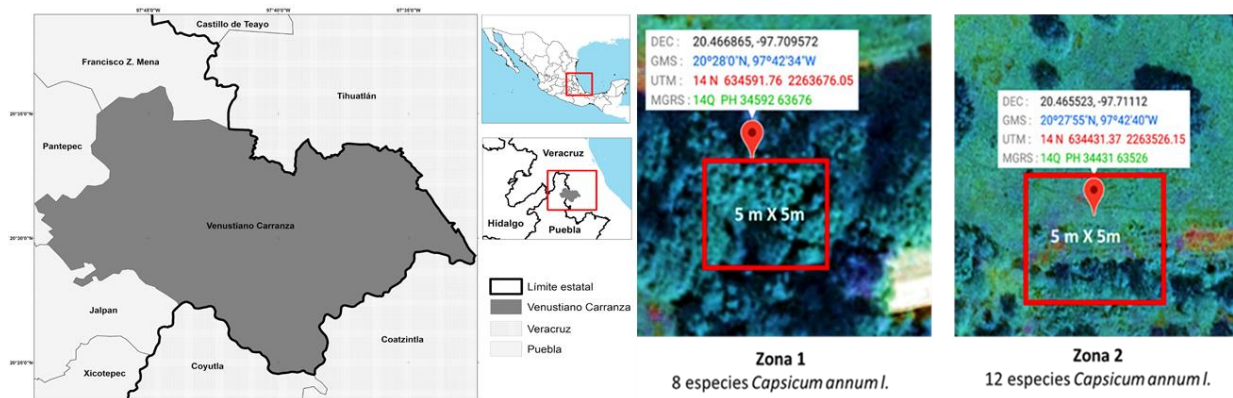 97°45'0"W 97°40'0"W 97°35'0"W
Castillo de Teayo
Francisco Z. Mena
Tihuatlán
20°35'0"N
Pantepec
Venustiano Carranza
20°30'0"N
Jalpan
Coatzintla
Xicotepec
Coyutla
20°25'0"N
Veracruz
Hidalgo
Puebla
Límite estatal
Venustiano Carranza
Veracruz
Puebla
DEC : 20.466865, -97.709572
GMS : 20°28'0"N, 97°42'34"W
UTM : 14 N 634591.76 2263676.05
MGRS : 14Q PH 34592 63676
5 m X 5m
Zona 1
8 especies Capsicum annum l.
DEC : 20.465523, -97.71112
GMS : 20°27'55"N, 97°42'40"W
UTM : 14 N 634431.37 2263526.15
MGRS : 14Q PH 34431 63526
5 m X 5m
Zona 2
12 especies Capsicum annum l.